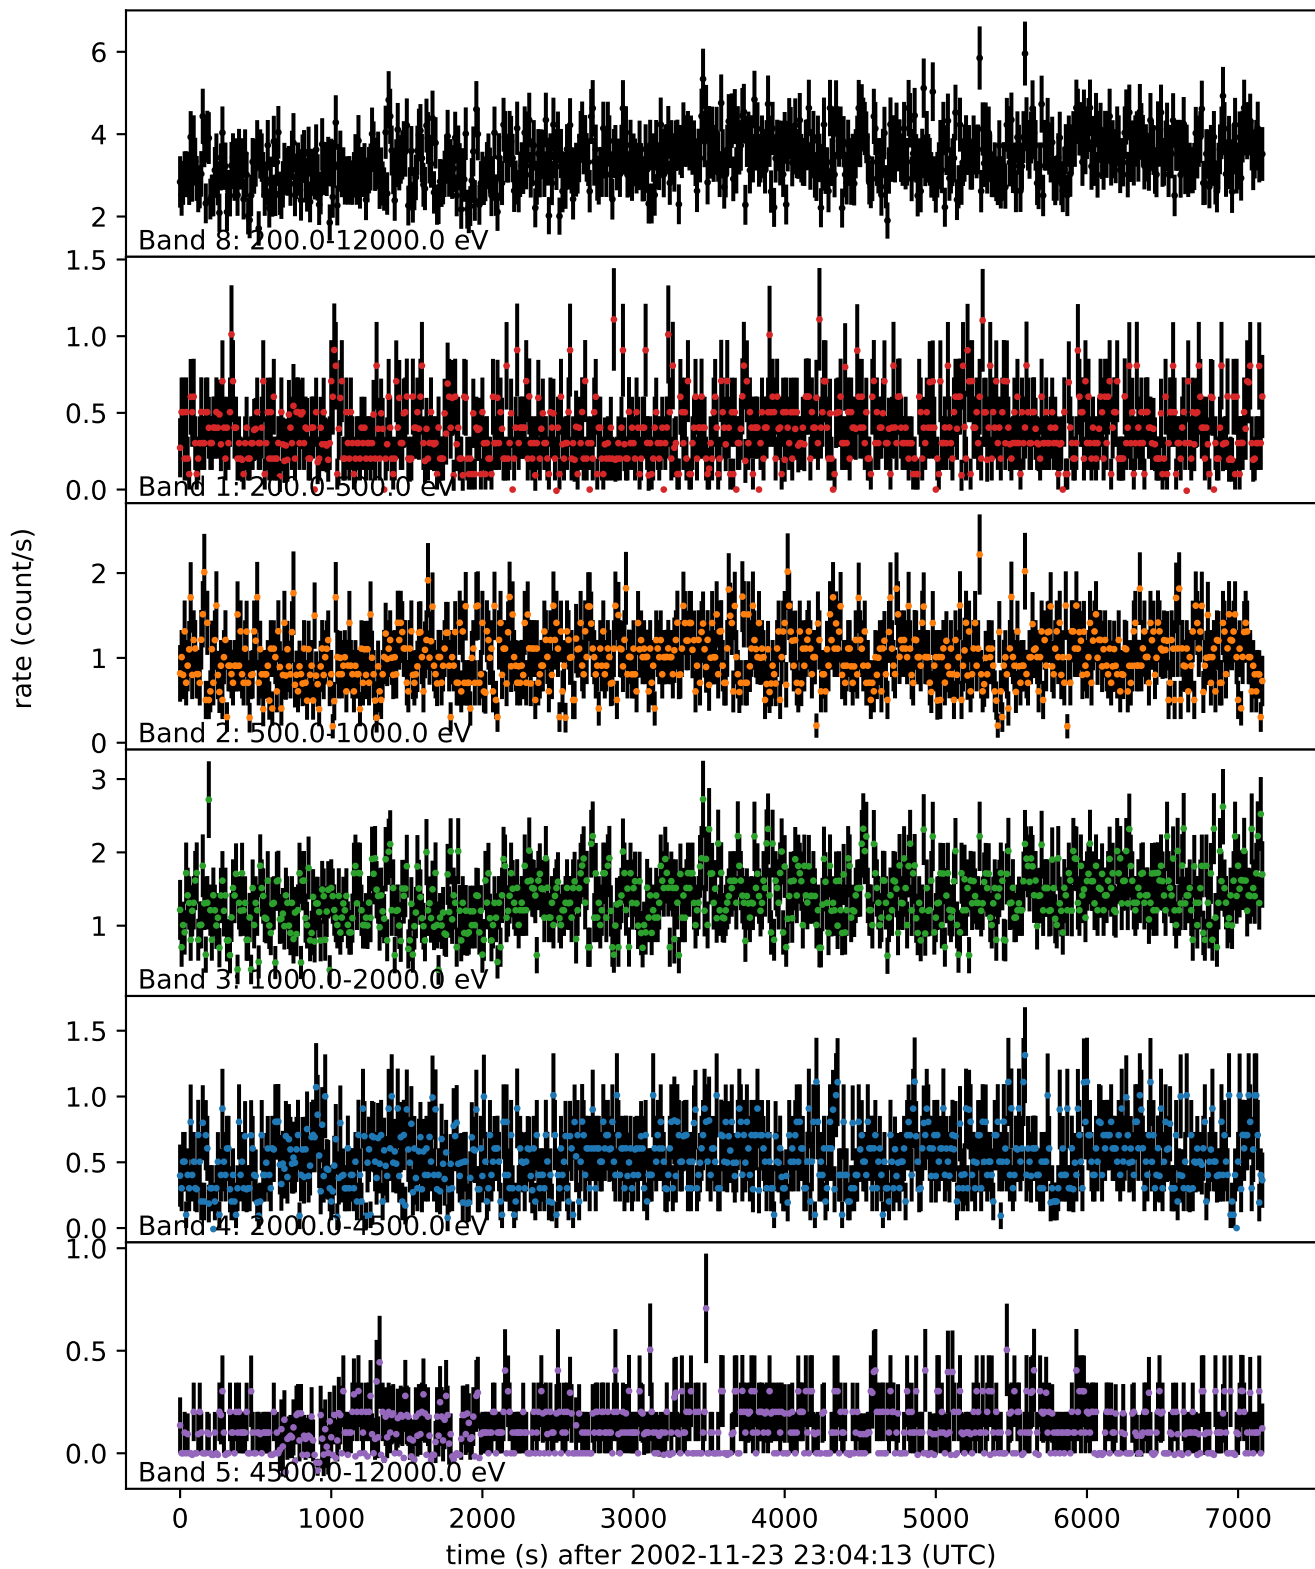 6
4
2
Band 8: 200.0-12000.0 eV
1.5
1.0
0.5
0.0
Band 1: 200.0-500.0 eV
2
1
0
Band 2: 500.0-1000.0 eV
rate (count/s)
3
2
1
Band 3: 1000.0-2000.0 eV
1.5
1.0
0.5
0.0
Band 4: 2000.0-4500.0 eV
1.0
0.5
0.0
Band 5: 4500.0-12000.0 eV
0 1000 2000 3000 4000 5000 6000 7000
time (s) after 2002-11-23 23:04:13 (UTC)